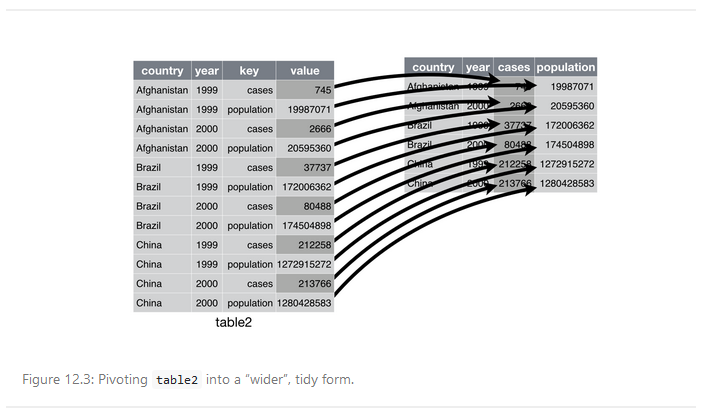 country year key value
Afghanistan 1999 cases 745
Afghanistan 1999 population 19987071
Afghanistan 2000 cases 2666
Afghanistan 2000 population 20595360
Brazil 1999 cases 37737
Brazil 1999 population 172006362
Brazil 2000 cases 80488
Brazil 2000 population 174504898
China 1999 cases 212258
China 1999 population 1272915272
China 2000 cases 213766
China 2000 population 1280428583
table2
country year cases population
Afghanistan 1999 19987071
Afghanistan 2000 20595360
Brazil 1999 37737 172006362
Brazil 2000 80488 174504898
China 1999 212258 1272915272
China 2000 213766 1280428583
Figure 12.3: Pivoting table2 into a “wider”, tidy form.